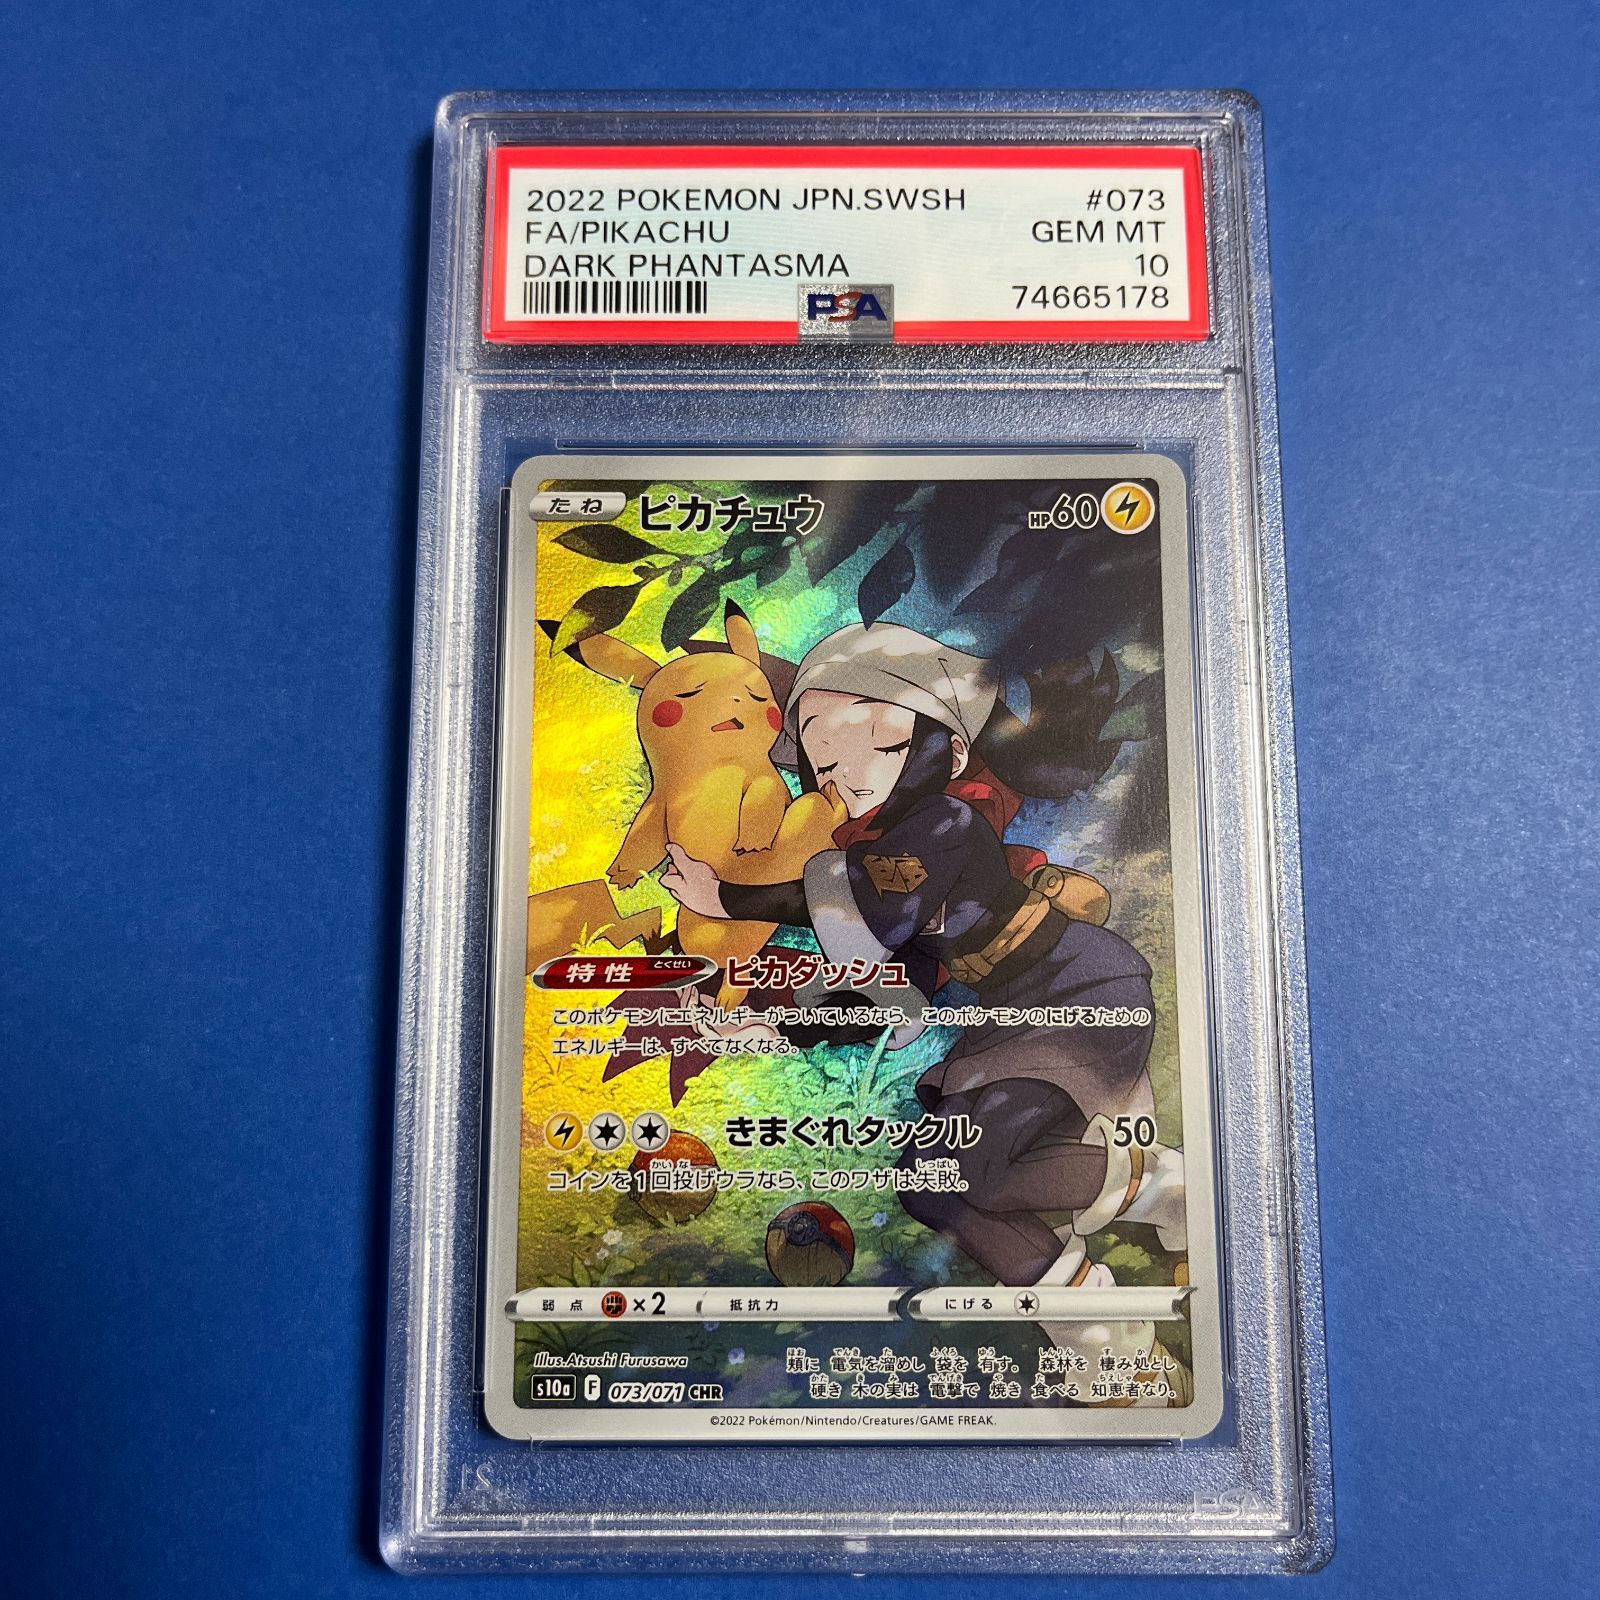 2022 POKEMON JPN.SWSH #073
FA/PIKACHU GEM MT
DARK PHANTASMA 10
PSA 74665178
たね ピカチュウ HP60
特性 とくせい ピカダッシュ
このポケモンにエネルギーがついているなら、このポケモンのにげるための
エネルギーは、すべてなくなる。
きまぐれタックル 50
コインを1回投げウラなら、このワザは失敗。
弱点 ×2 抵抗力 にげる
Illus.Atsushi Furusawa
頬に 電気を溜めし 袋を 有す。 森林を 棲み処とし
硬き 木の実は 電撃で 焼き 食べる 知恵者なり。
s10a F 073/071 CHR
©2022 Pokémon/Nintendo/Creatures/GAME FREAK.
PSA